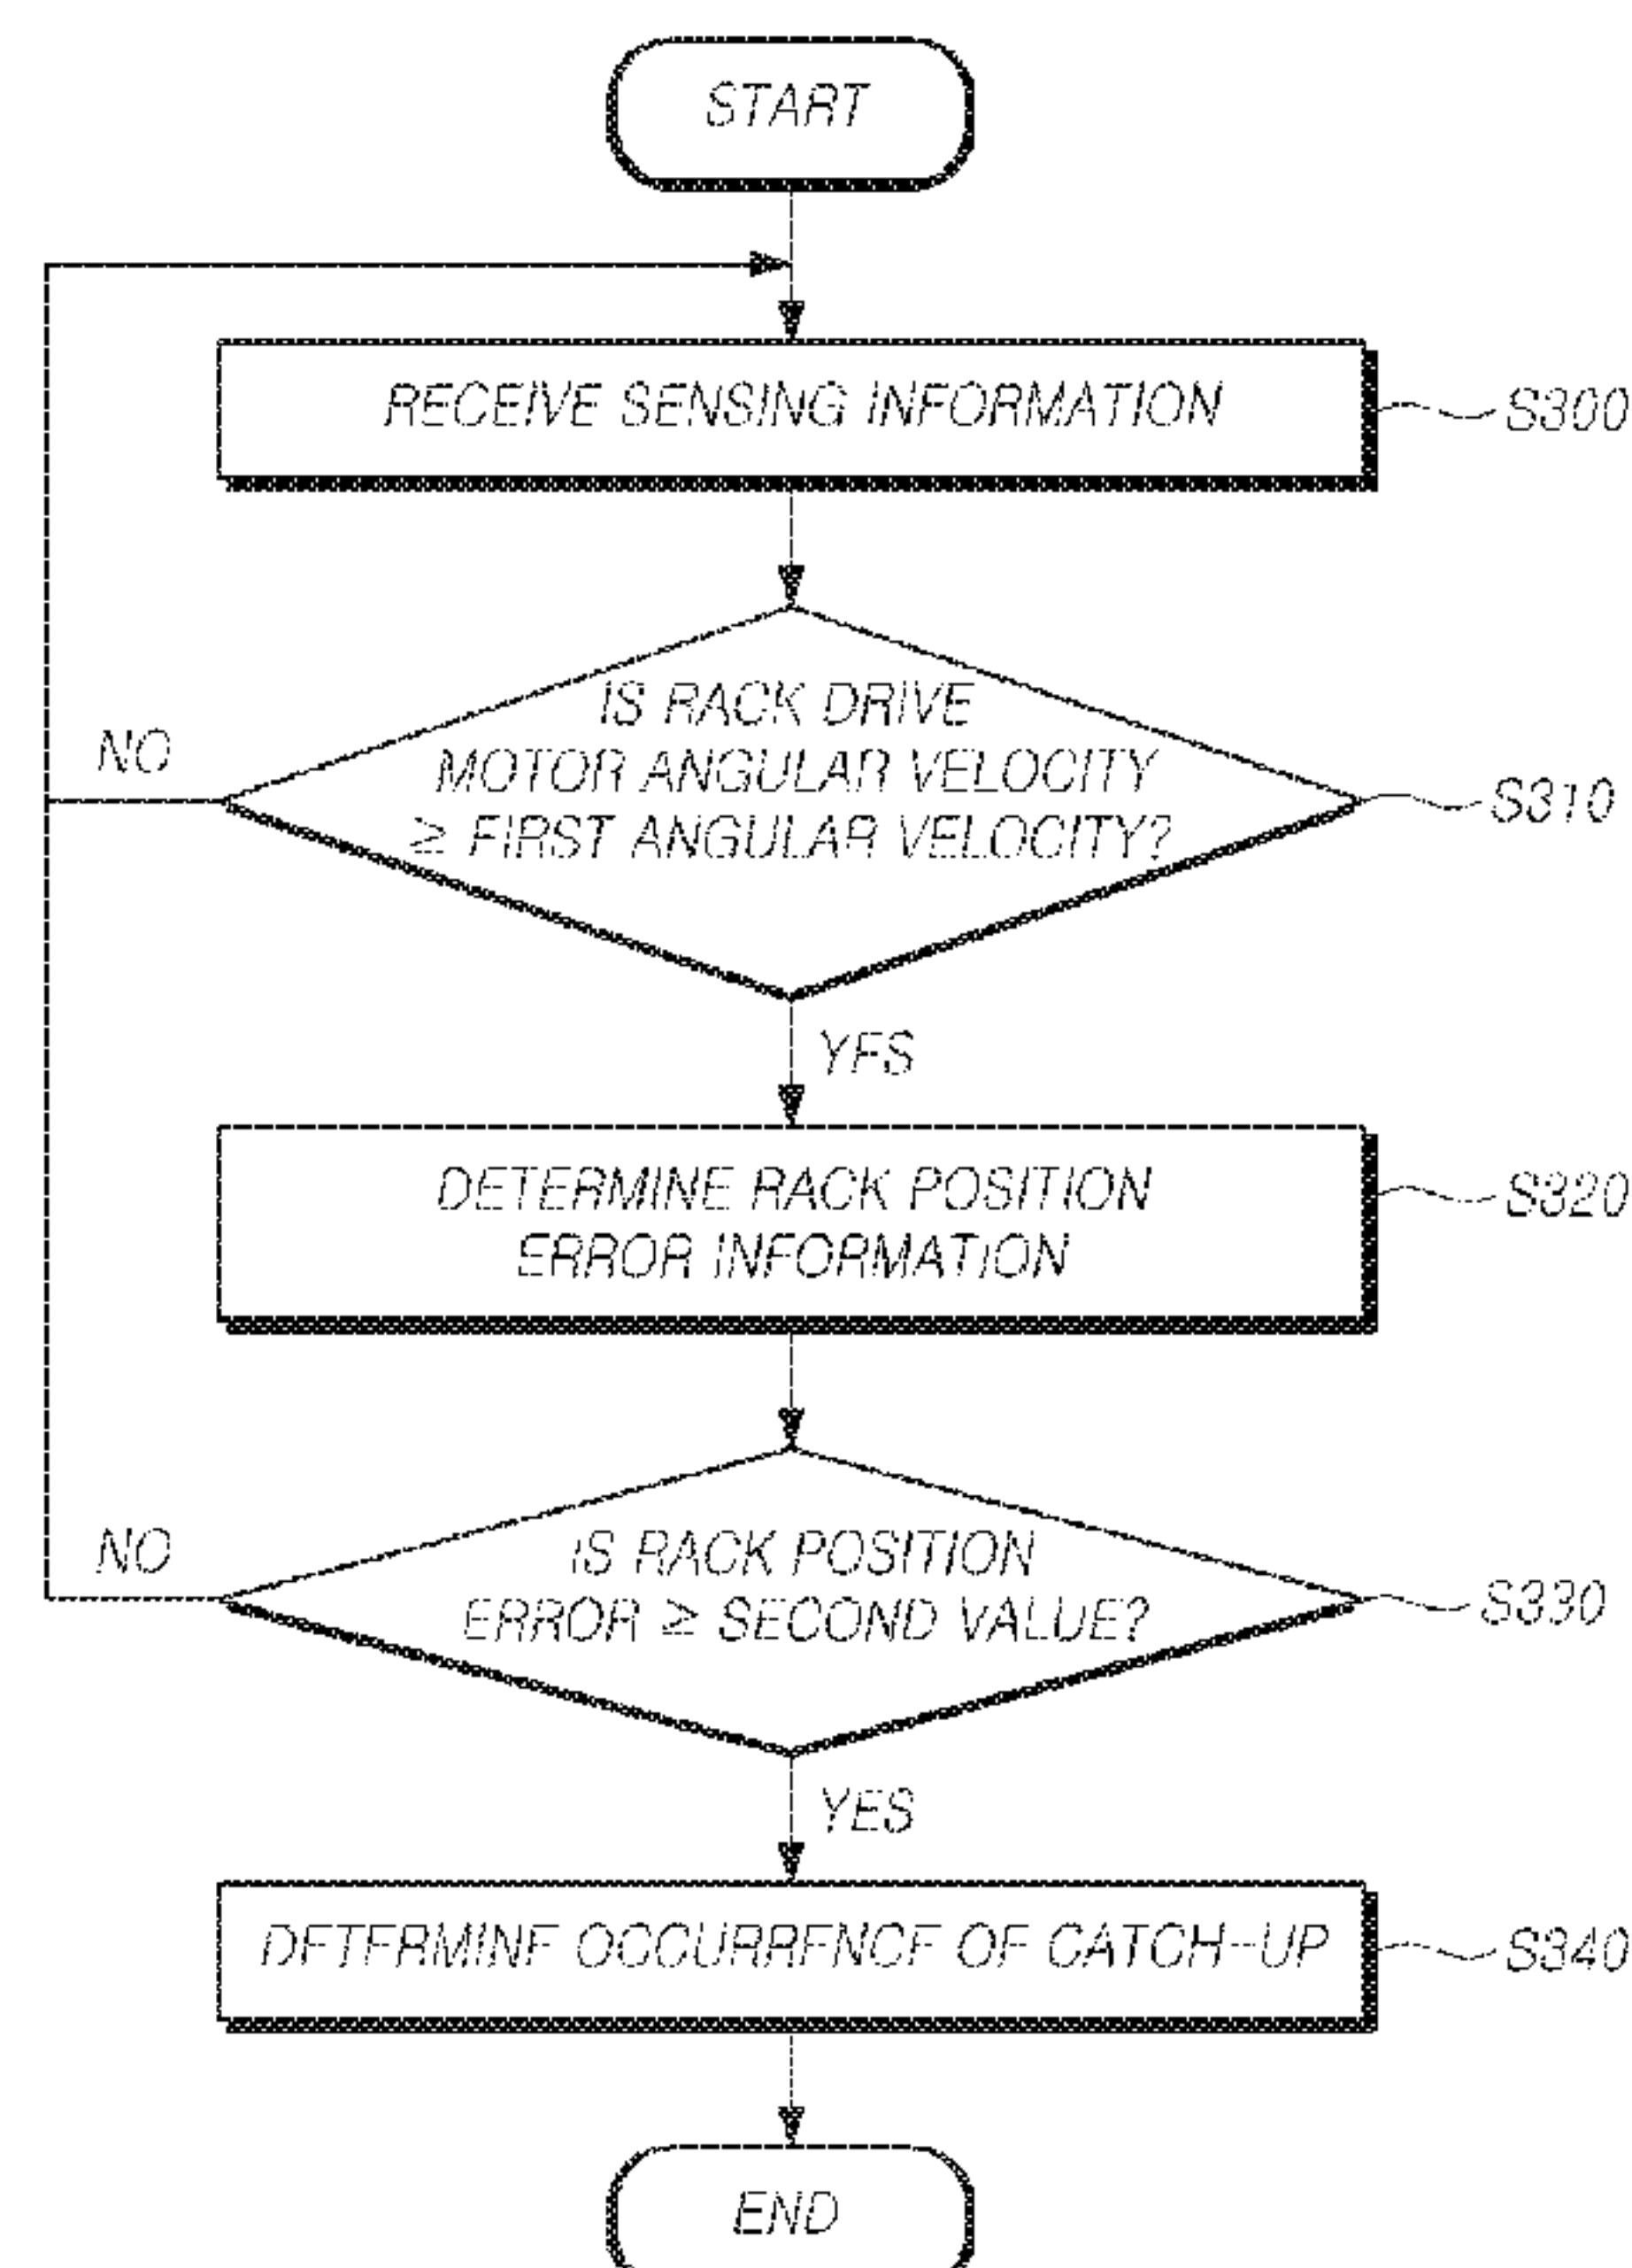 START
RECEIVE SENSING INFORMATION
S300
IS RACK DRIVE
MOTOR ANGULAR VELOCITY
≥ FIRST ANGULAR VELOCITY?
S310
NO
YES
DETERMINE RACK POSITION
ERROR INFORMATION
S320
IS RACK POSITION
ERROR ≥ SECOND VALUE?
S330
NO
YES
DETERMINE OCCURRENCE OF CATCH-UP
S340
END